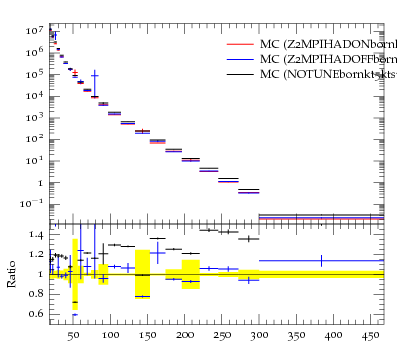 10^7
MC (Z2MPIHADONbornk
10^6
MC (Z2MPIHADOFFborn
10^5
MC (NOTUNEbornkt=kts
10^4
10^3
10^2
10^1
1
10^−1
1.4
1.2
1
0.8
0.6
Ratio
50 100 150 200 250 300 350 400 450